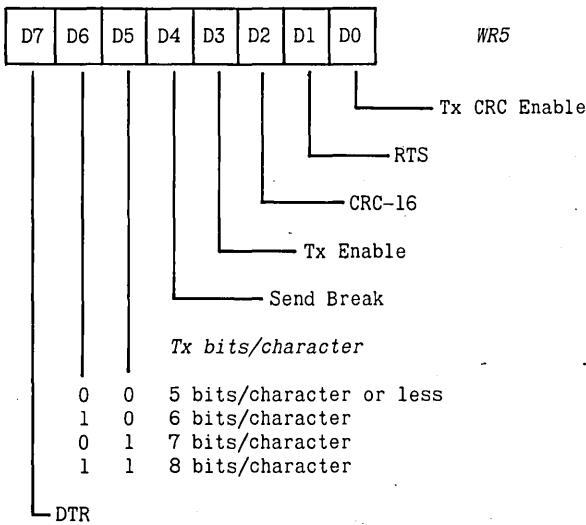 D7 D6 D5 D4 D3 D2 D1 D0 WR5
Tx CRC Enable
RTS
CRC-16
Tx Enable
Send Break
Tx bits/character
0 0 5 bits/character or less
1 0 6 bits/character
0 1 7 bits/character
1 1 8 bits/character
DTR